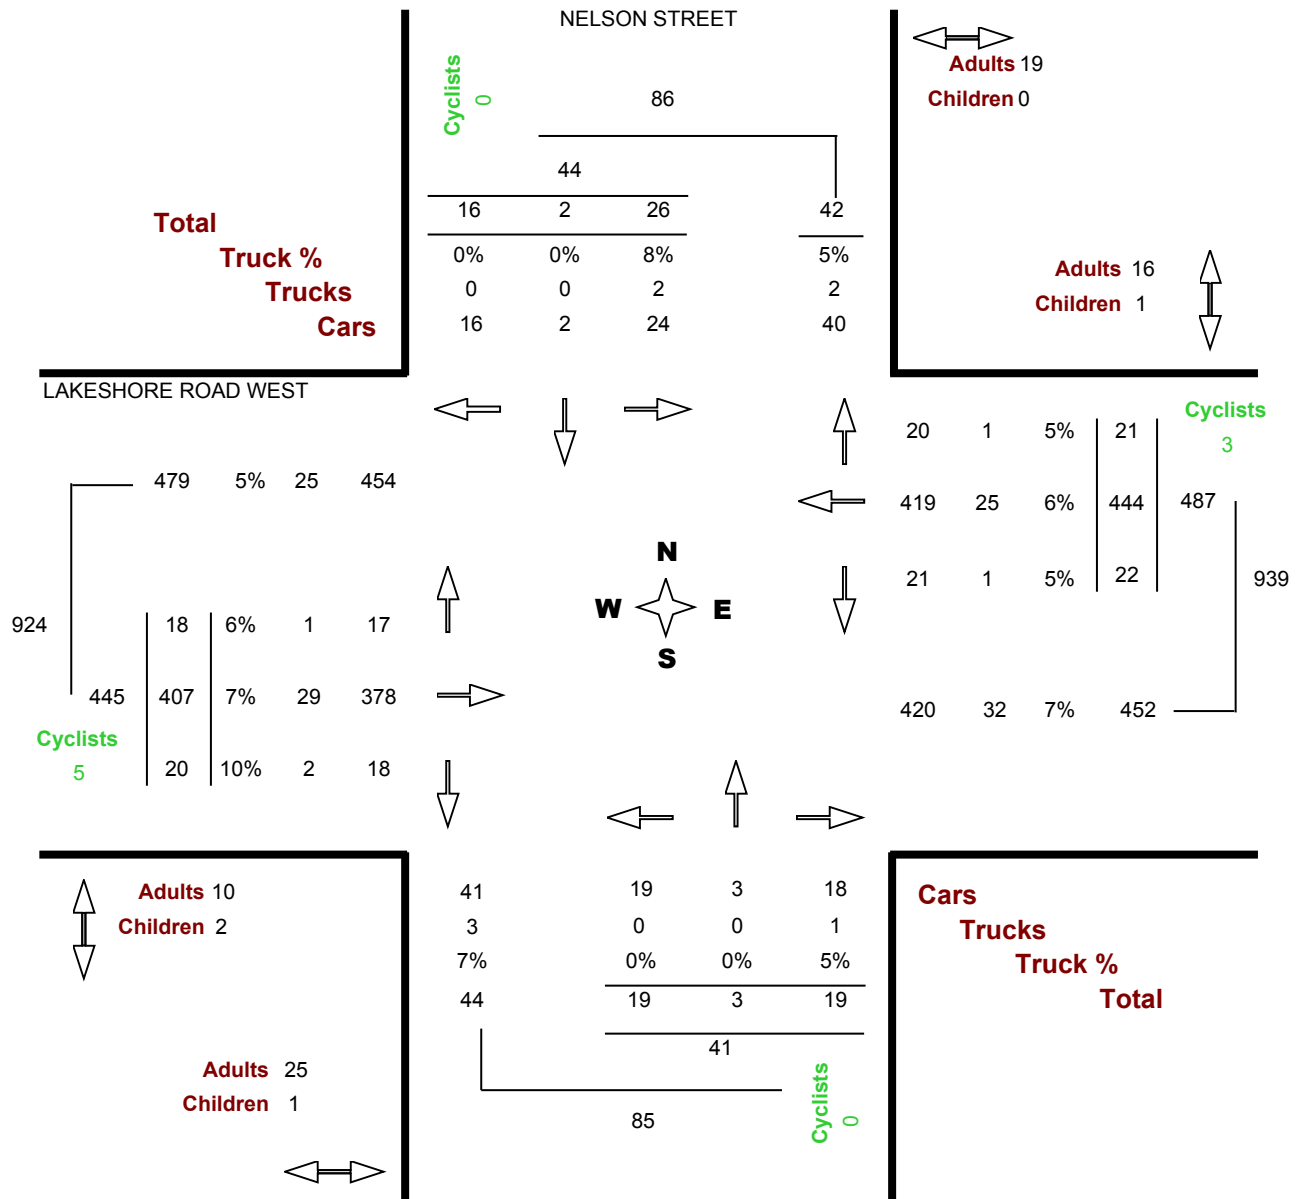 NELSON STREET
Adults 19
Children 0
Cyclists
0
86
44
Total 16 2 26 42
Truck % 0% 0% 8% 5%
Trucks 0 0 2 2
Cars 16 2 24 40
Adults 16
Children 1
LAKESHORE ROAD WEST
Cyclists
3
20 1 5% 21
479 5% 25 454
419 25 6% 444 487
N
W E
S
21 1 5% 22
939
924
18 6% 1 17
445 407 7% 29 378
420 32 7% 452
Cyclists
5
20 10% 2 18
Adults 10
Children 2
41 19 3 18 Cars
3 0 0 1 Trucks
7% 0% 0% 5% Truck %
44 19 3 19 Total
41
Adults 25
Children 1
85
Cyclists
0